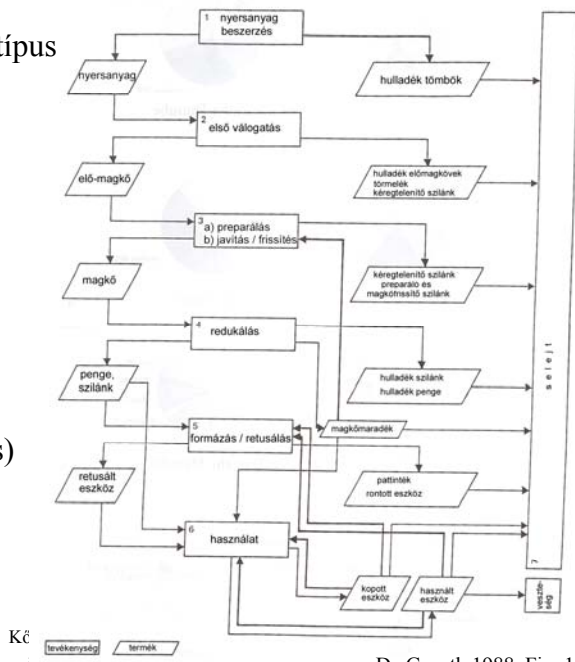 1 nyersanyag
beszerzés
típus
nyersanyag
hulladék tömbök
2 első válogatás
elő-magkő
hulladék előmagkövek
törmelék
kéregtelenítő szilánk
3 a) preparálás
b) javítás / frissítés
magkő
kéregtelenítő szilánk
preparáló és
magkőfrissítő szilánk
4 redukálás
penge,
szilánk
hulladék szilánk
hulladék penge
selejt
5
formázás / retusálás
magkőmaradék
s)
retusált
eszköz
pattinték
rontott eszköz
6
használat
7
kopott
eszköz
használt
eszköz
veszte-
ség
Kő
tevékenység
termék